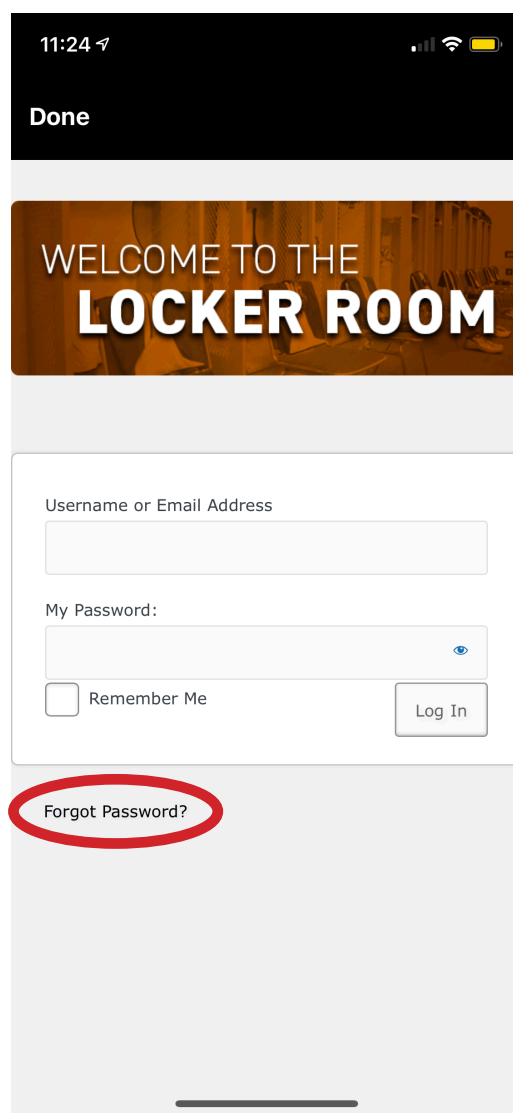 11:24
Done
WELCOME TO THE
LOCKER ROOM
Username or Email Address
My Password:
Remember Me
Log In
Forgot Password?